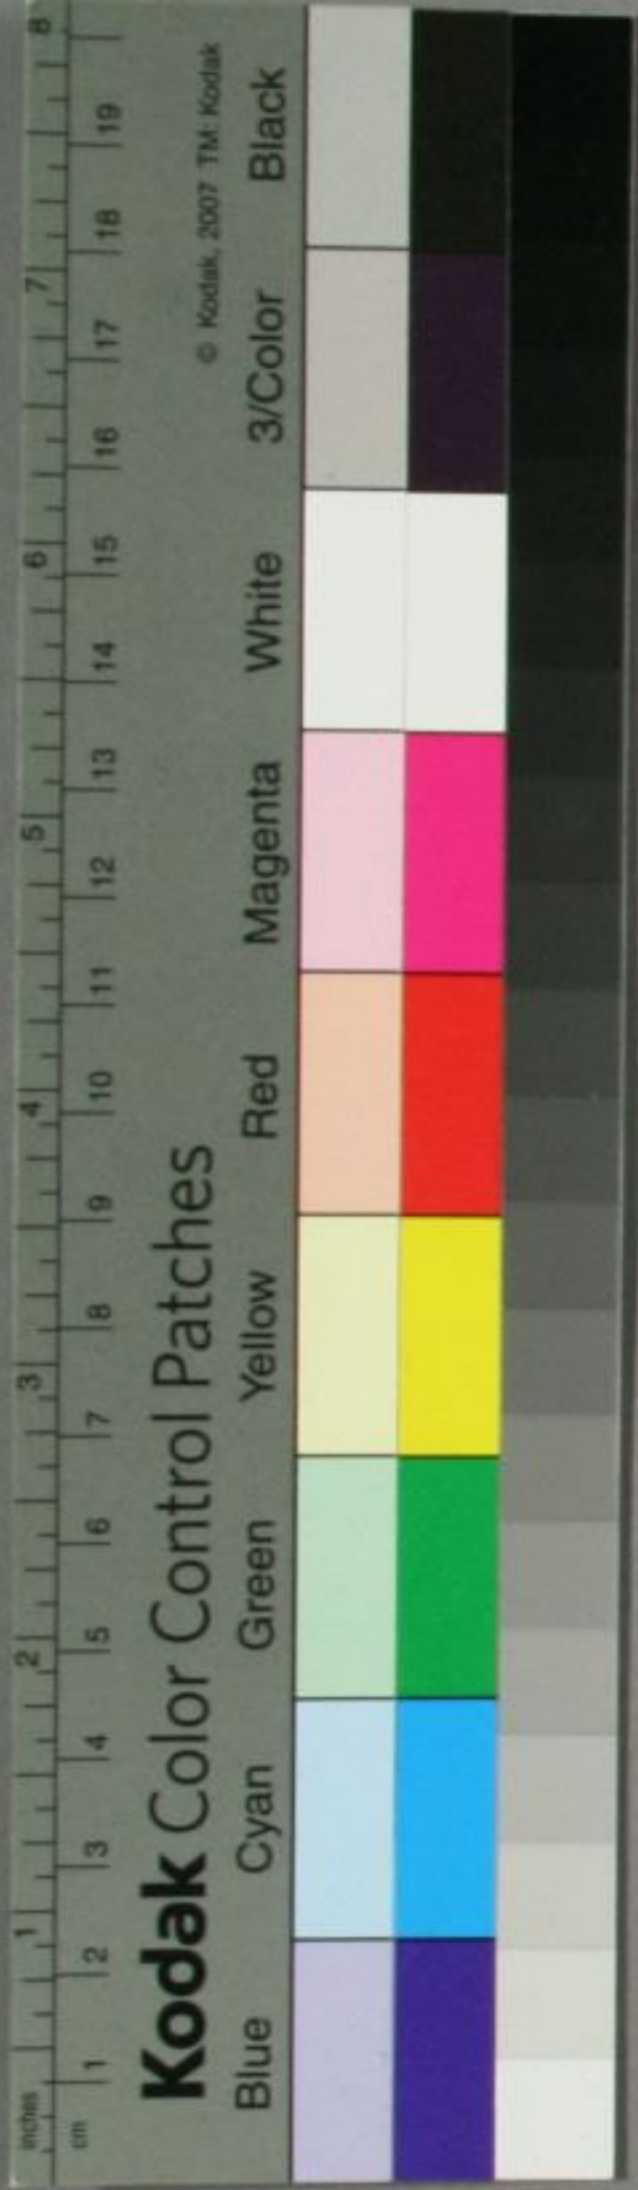 inches 1 2 3 4 5 6 7 8
cm 1 2 3 4 5 6 7 8 9 10 11 12 13 14 15 16 17 18 19
Kodak Color Control Patches
© Kodak, 2007 TM: Kodak
Blue Cyan Green Yellow Red Magenta White 3/Color Black